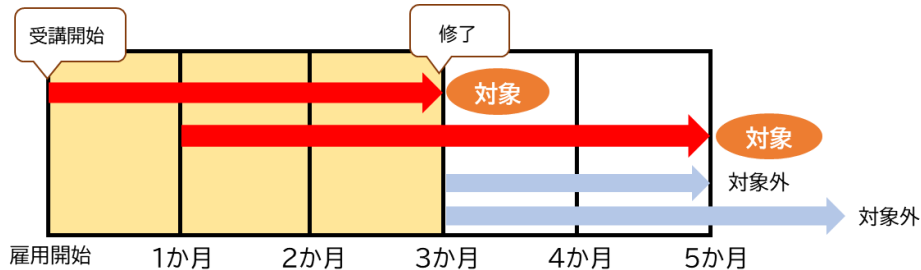 受講開始
修了
対象
対象
対象外
対象外
雇用開始
1か月
2か月
3か月
4か月
5か月